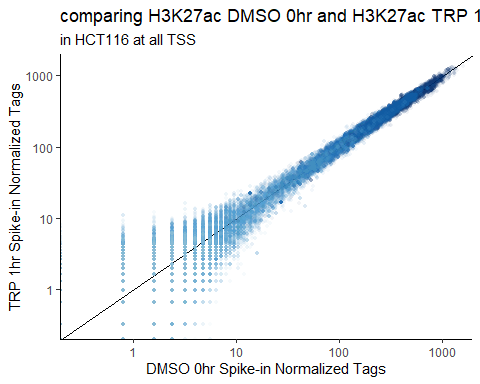 comparing H3K27ac DMSO 0hr and H3K27ac TRP 1
in HCT116 at all TSS
1000
100
10
1
TRP 1hr Spike-in Normalized Tags
1 10 100 1000
DMSO 0hr Spike-in Normalized Tags